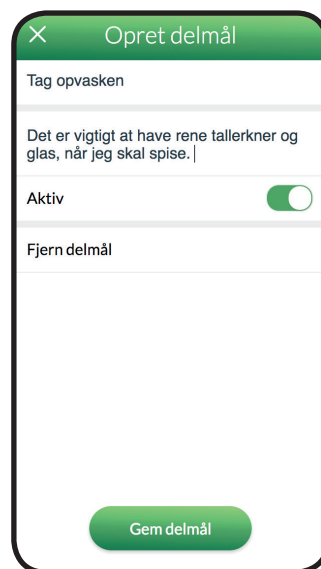 Opret delmål
Tag opvasken
Det er vigtigt at have rene tallerkner og
glas, når jeg skal spise.
Aktiv
Fjern delmål
Gem delmål